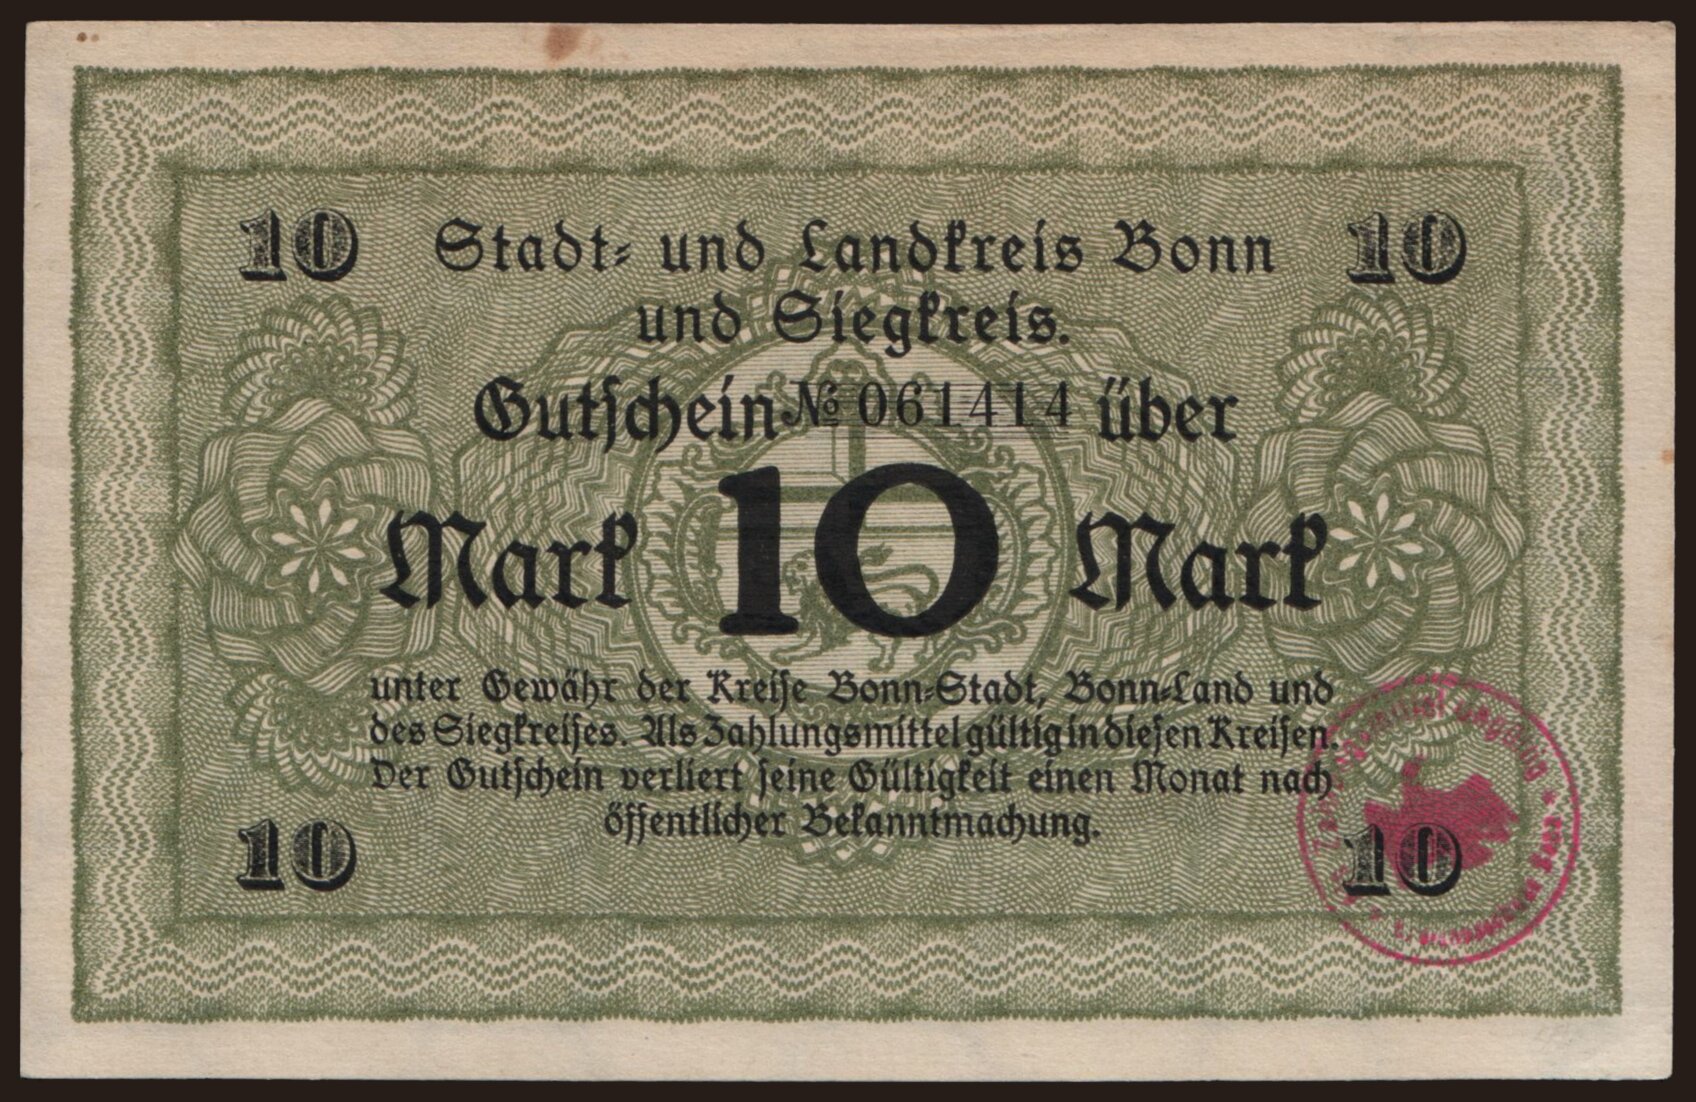 10 Stadt- und Landkreis Bonn 10
und Siegkreis.
Gutschein № 061414 über
Mark 10 Mark
unter Gewähr der Kreise Bonn-Stadt, Bonn-Land und
des Siegkreises. Als Zahlungsmittel gültig in diesen Kreisen.
Der Gutschein verliert seine Gültigkeit einen Monat nach
öffentlicher Bekanntmachung.
10 10